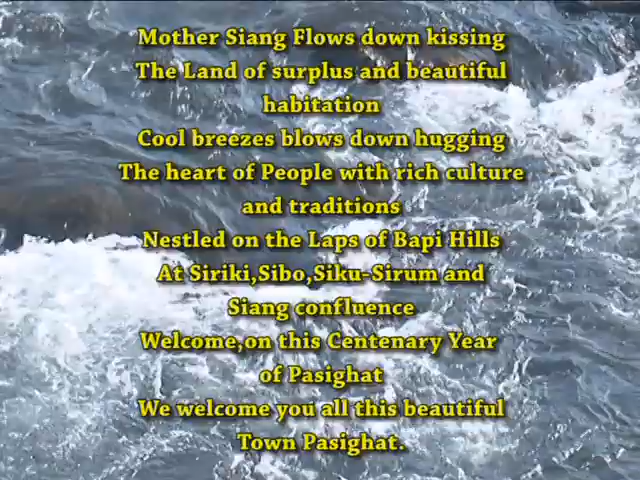 Mother Siang Flows down kissing
The Land of surplus and beautiful
habitation
Cool breezes blows down hugging
The heart of People with rich culture
and traditions
Nestled on the Laps of Bapi Hills
At Siriki,Sibo,Siku-Sirum and
Siang confluence
Welcome,on this Centenary Year
of Pasighat
We welcome you all this beautiful
Town Pasighat.